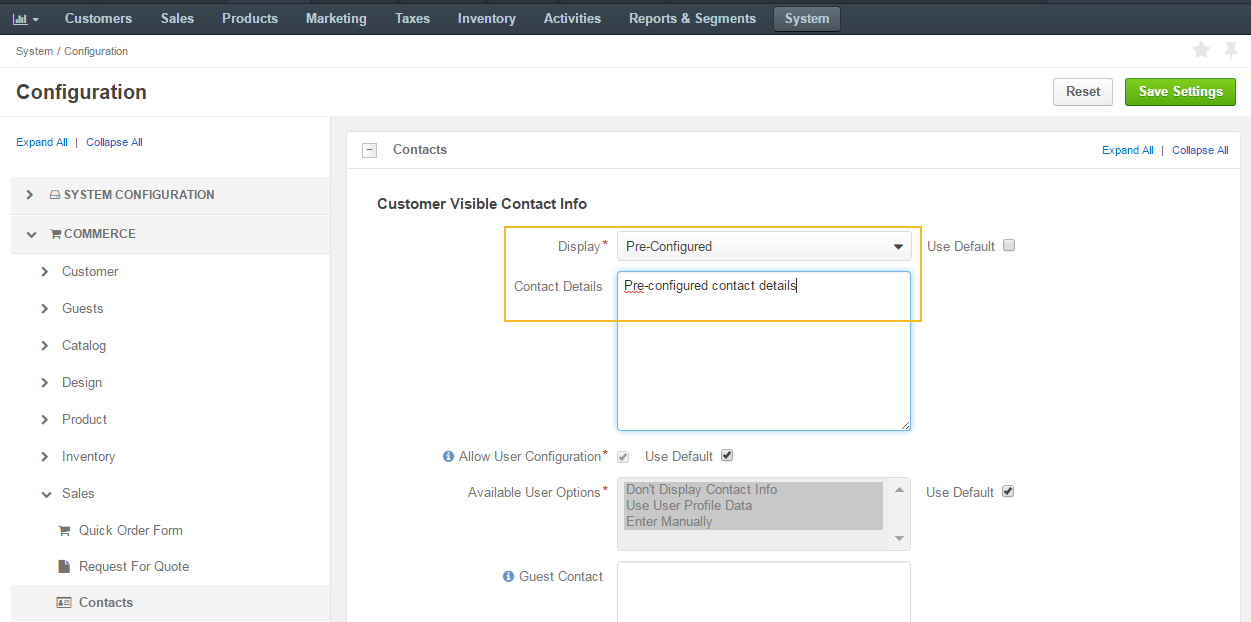 Customers Sales Products Marketing Taxes Inventory Activities Reports & Segments System
System / Configuration
Configuration
Reset Save Settings
Expand All | Collapse All
SYSTEM CONFIGURATION
COMMERCE
Customer
Guests
Catalog
Design
Product
Inventory
Sales
Quick Order Form
Request For Quote
Contacts
Contacts Expand All | Collapse All
Customer Visible Contact Info
Display* Pre-Configured Use Default
Contact Details Pre-configured contact details
Allow User Configuration* Use Default
Available User Options* Don't Display Contact Info Use Default
Use User Profile Data
Enter Manually
Guest Contact